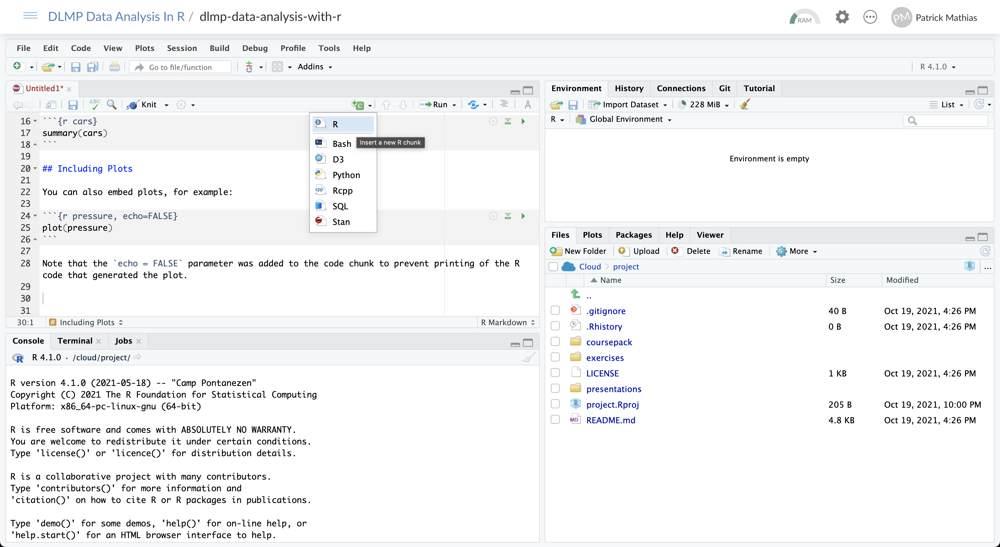 DLMP Data Analysis In R / dlmp-data-analysis-with-r
RAM
PM Patrick Mathias
File Edit Code View Plots Session Build Debug Profile Tools Help
Go to file/function
Addins
R 4.1.0
Untitled1*
ABC Knit
Run
16 ```{r cars}
17 summary(cars)
18 ```
19
20 ## Including Plots
21
22 You can also embed plots, for example:
23
24 ```{r pressure, echo=FALSE}
25 plot(pressure)
26 ```
27
28 Note that the `echo = FALSE` parameter was added to the code chunk to prevent printing of the R
code that generated the plot.
29
30
31
R
Insert a new R chunk
Bash
D3
Python
Rcpp
SQL
Stan
30:1 # Including Plots
R Markdown
Console Terminal Jobs
R 4.1.0 · /cloud/project/
R version 4.1.0 (2021-05-18) -- "Camp Pontanezen"
Copyright (C) 2021 The R Foundation for Statistical Computing
Platform: x86_64-pc-linux-gnu (64-bit)
R is free software and comes with ABSOLUTELY NO WARRANTY.
You are welcome to redistribute it under certain conditions.
Type 'license()' or 'licence()' for distribution details.
R is a collaborative project with many contributors.
Type 'contributors()' for more information and
'citation()' on how to cite R or R packages in publications.
Type 'demo()' for some demos, 'help()' for on-line help, or
'help.start()' for an HTML browser interface to help.
Environment History Connections Git Tutorial
Import Dataset 228 MiB List
R Global Environment
Environment is empty
Files Plots Packages Help Viewer
New Folder Upload Delete Rename More
Cloud project ...
Name Size Modified
..
.gitignore 40 B Oct 19, 2021, 4:26 PM
.Rhistory 0 B Oct 19, 2021, 4:26 PM
coursepack
exercises
LICENSE 1 KB Oct 19, 2021, 4:26 PM
presentations
project.Rproj 205 B Oct 19, 2021, 10:00 PM
README.md 4.8 KB Oct 19, 2021, 4:26 PM